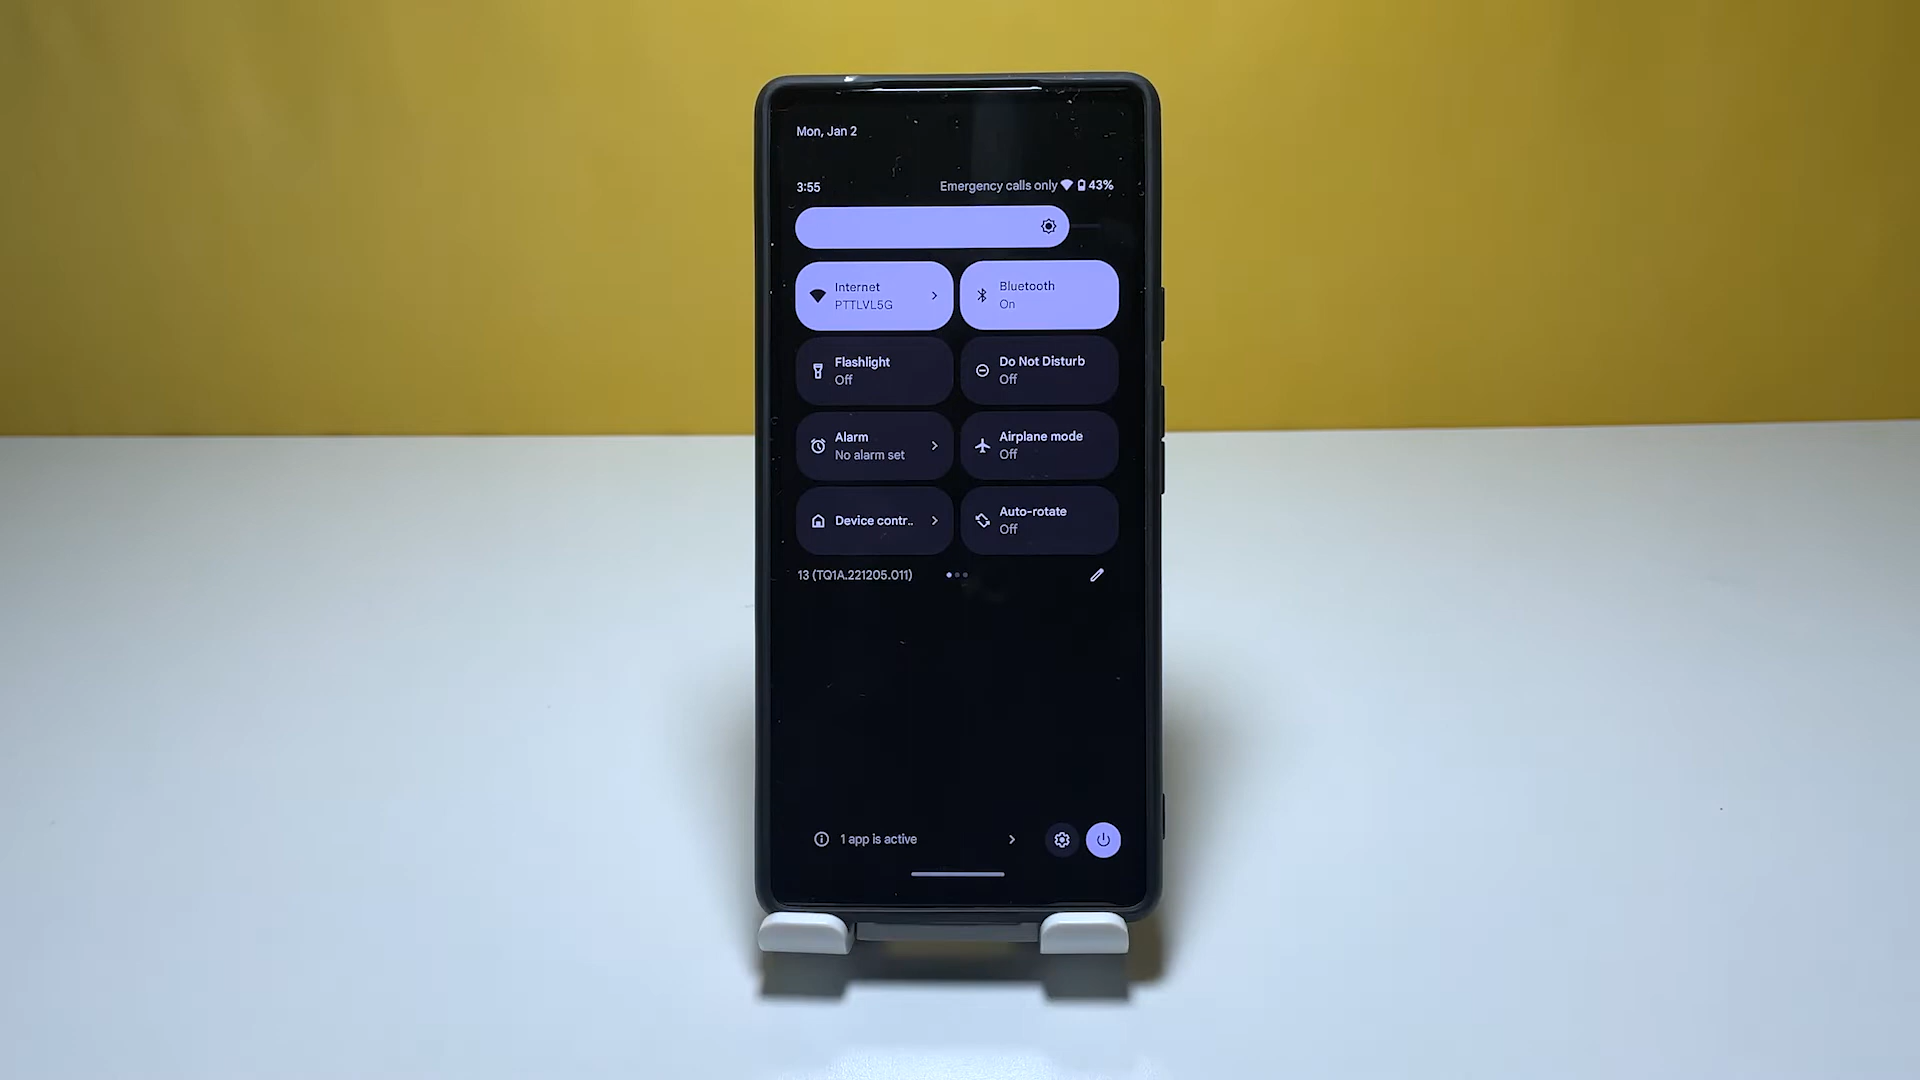 Mon, Jan 2
3:55
Emergency calls only 43%
Internet
PTTLVL5G
Bluetooth
On
Flashlight
Off
Do Not Disturb
Off
Alarm
No alarm set
Airplane mode
Off
Device contr..
Auto-rotate
Off
13 (TQ1A.221205.011)
1 app is active